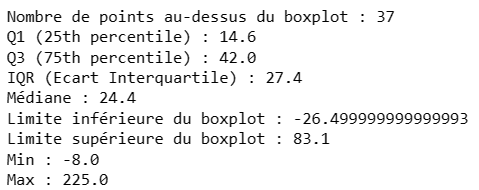 Nombre de points au-dessus du boxplot : 37
Q1 (25th percentile) : 14.6
Q3 (75th percentile) : 42.0
IQR (Ecart Interquartile) : 27.4
Médiane : 24.4
Limite inférieure du boxplot : -26.499999999999993
Limite supérieure du boxplot : 83.1
Min : -8.0
Max : 225.0